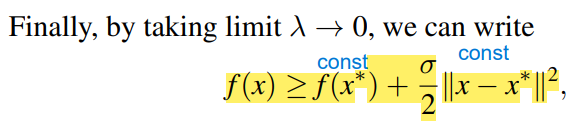 Finally, by taking limit λ → 0, we can write
const const
f(x) ≥ f(x*) + σ/2 ‖x − x*‖²,